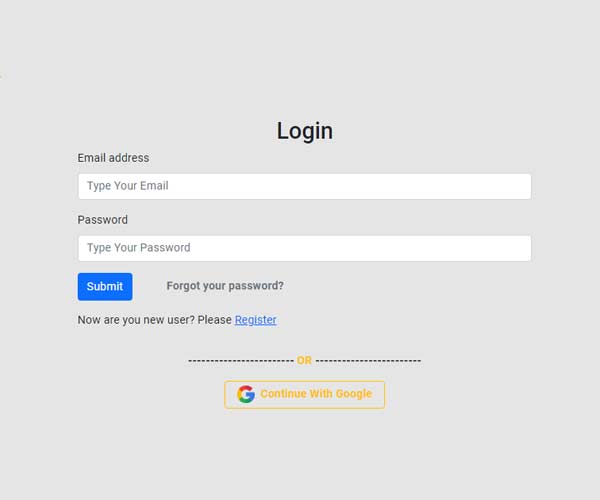 Login
Email address
Type Your Email
Password
Type Your Password
Submit Forgot your password?
Now are you new user? Please Register
------------------------ OR ------------------------
Continue With Google